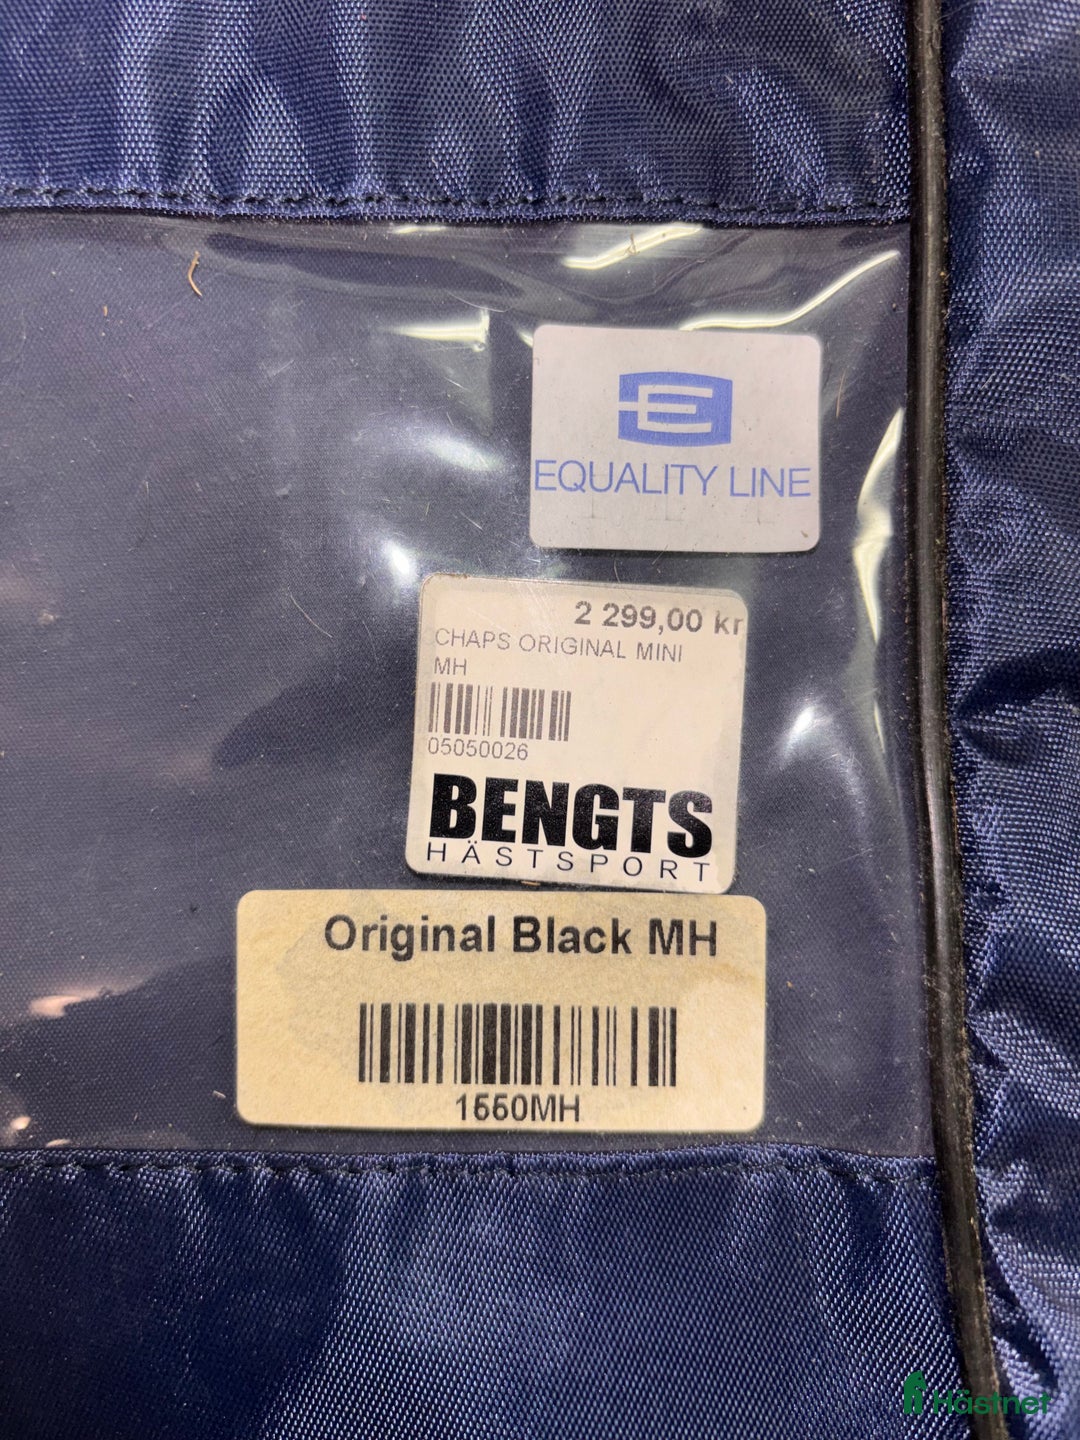 EQUALITY LINE
2 299,00 kr
CHAPS ORIGINAL MINI
MH
05050026
BENGTS
HÄSTSPORT
Original Black MH
1550MH
Hästnet